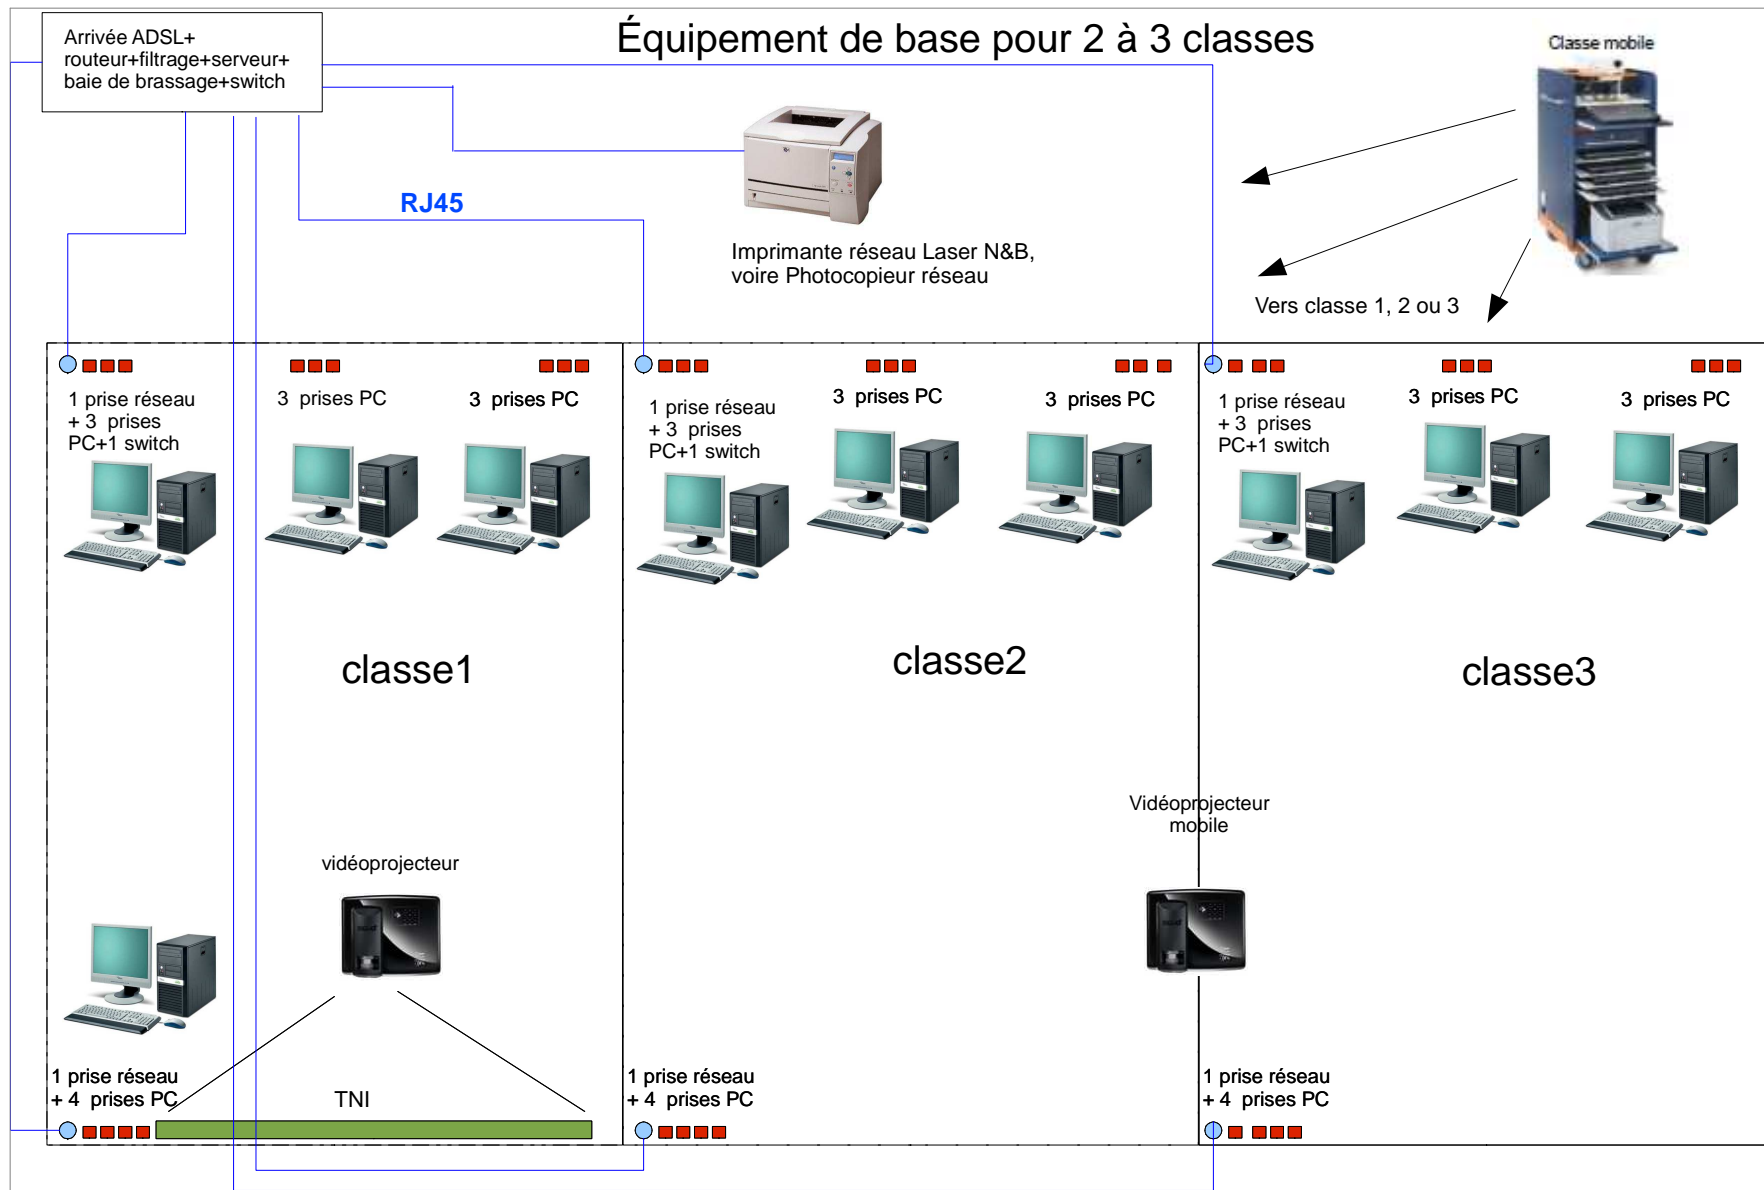 Équipement de base pour 2 à 3 classes
Arrivée ADSL+
routeur+filtrage+serveur+
baie de brassage+switch
Classe mobile
RJ45
Imprimante réseau Laser N&B,
voire Photocopieur réseau
Vers classe 1, 2 ou 3
1 prise réseau
+ 3 prises
PC+1 switch
3 prises PC
3 prises PC
1 prise réseau
+ 3 prises
PC+1 switch
3 prises PC
3 prises PC
1 prise réseau
+ 3 prises
PC+1 switch
3 prises PC
3 prises PC
classe1
classe2
classe3
vidéoprojecteur
Vidéoprojecteur
mobile
1 prise réseau
+ 4 prises PC
TNI
1 prise réseau
+ 4 prises PC
1 prise réseau
+ 4 prises PC